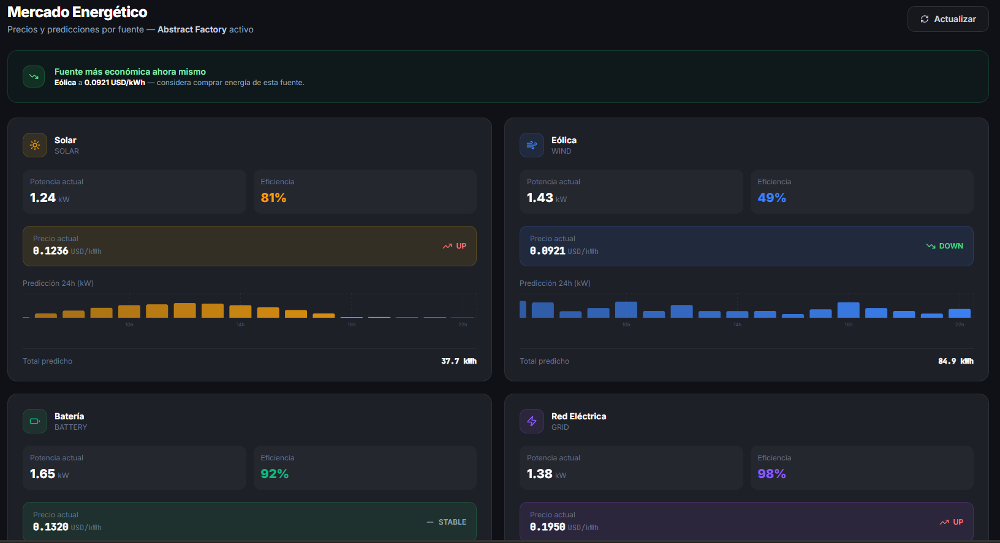 Mercado Energético
Precios y predicciones por fuente — Abstract Factory activo
Actualizar
Fuente más económica ahora mismo
Eólica a 0.0921 USD/kWh — considera comprar energía de esta fuente.
Solar
SOLAR
Potencia actual
1.24 kW
Eficiencia
81%
Precio actual
0.1236 USD/kWh
UP
Predicción 24h (kW)
10h 14h 18h 22h
Total predicho
37.7 kWh
Eólica
WIND
Potencia actual
1.43 kW
Eficiencia
49%
Precio actual
0.0921 USD/kWh
DOWN
Predicción 24h (kW)
10h 14h 18h 22h
Total predicho
84.9 kWh
Batería
BATTERY
Potencia actual
1.65 kW
Eficiencia
92%
Precio actual
0.1320 USD/kWh
— STABLE
Red Eléctrica
GRID
Potencia actual
1.38 kW
Eficiencia
98%
Precio actual
0.1950 USD/kWh
UP